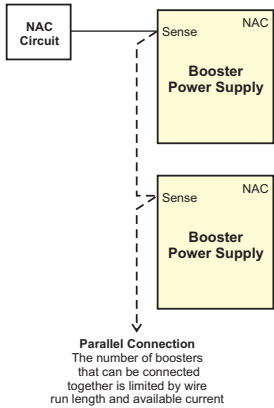 NAC
Circuit
Sense
NAC
Booster
Power Supply
Sense
NAC
Booster
Power Supply
Parallel Connection
The number of boosters
that can be connected
together is limited by wire
run length and available current